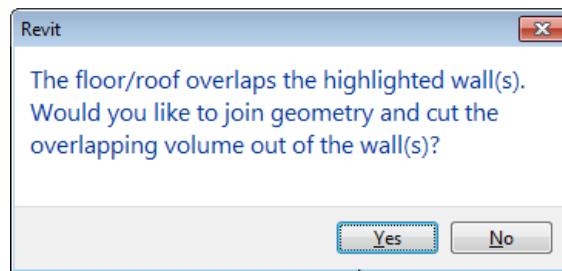 Revit
The floor/roof overlaps the highlighted wall(s).
Would you like to join geometry and cut the
overlapping volume out of the wall(s)?
Yes No